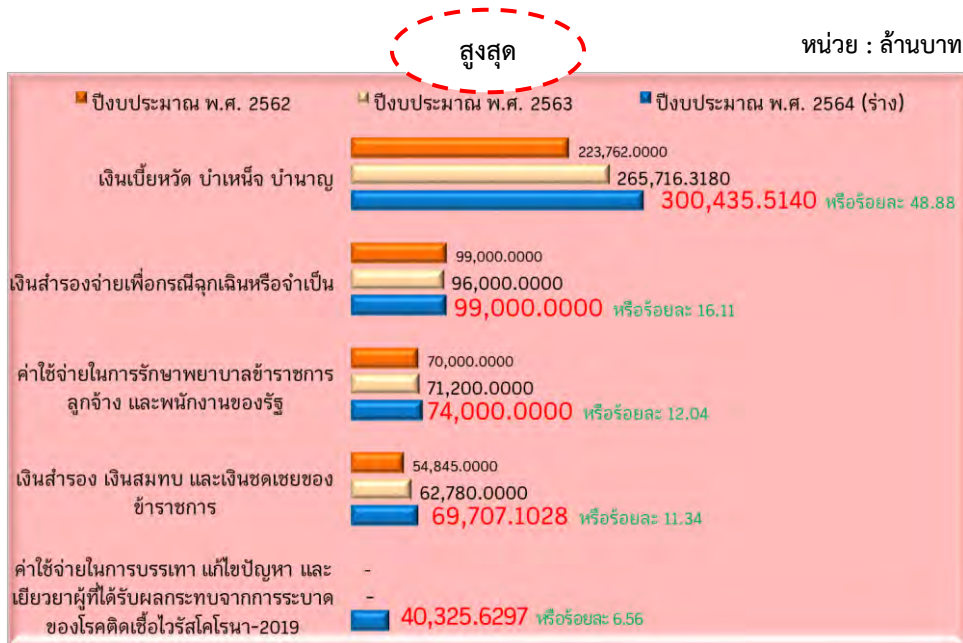 สูงสุด
หน่วย : ล้านบาท
ปีงบประมาณ พ.ศ. 2562 ปีงบประมาณ พ.ศ. 2563 ปีงบประมาณ พ.ศ. 2564 (ร่าง)
223,762.0000
เงินเบี้ยหวัด บำเหน็จ บำนาญ
265,716.3180
300,435.5140 หรือร้อยละ 48.88
99,000.0000
เงินสำรองจ่ายเพื่อกรณีฉุกเฉินหรือจำเป็น
96,000.0000
99,000.0000 หรือร้อยละ 16.11
70,000.0000
ค่าใช้จ่ายในการรักษาพยาบาลข้าราชการ
ลูกจ้าง และพนักงานของรัฐ
71,200.0000
74,000.0000 หรือร้อยละ 12.04
54,845.0000
เงินสำรอง เงินสมทบ และเงินชดเชยของ
ข้าราชการ
62,780.0000
69,707.1028 หรือร้อยละ 11.34
ค่าใช้จ่ายในการบรรเทา แก้ไขปัญหา และ
เยียวยาผู้ที่ได้รับผลกระทบจากการระบาด
ของโรคติดเชื้อไวรัสโคโรนา-2019
-
-
40,325.6297 หรือร้อยละ 6.56